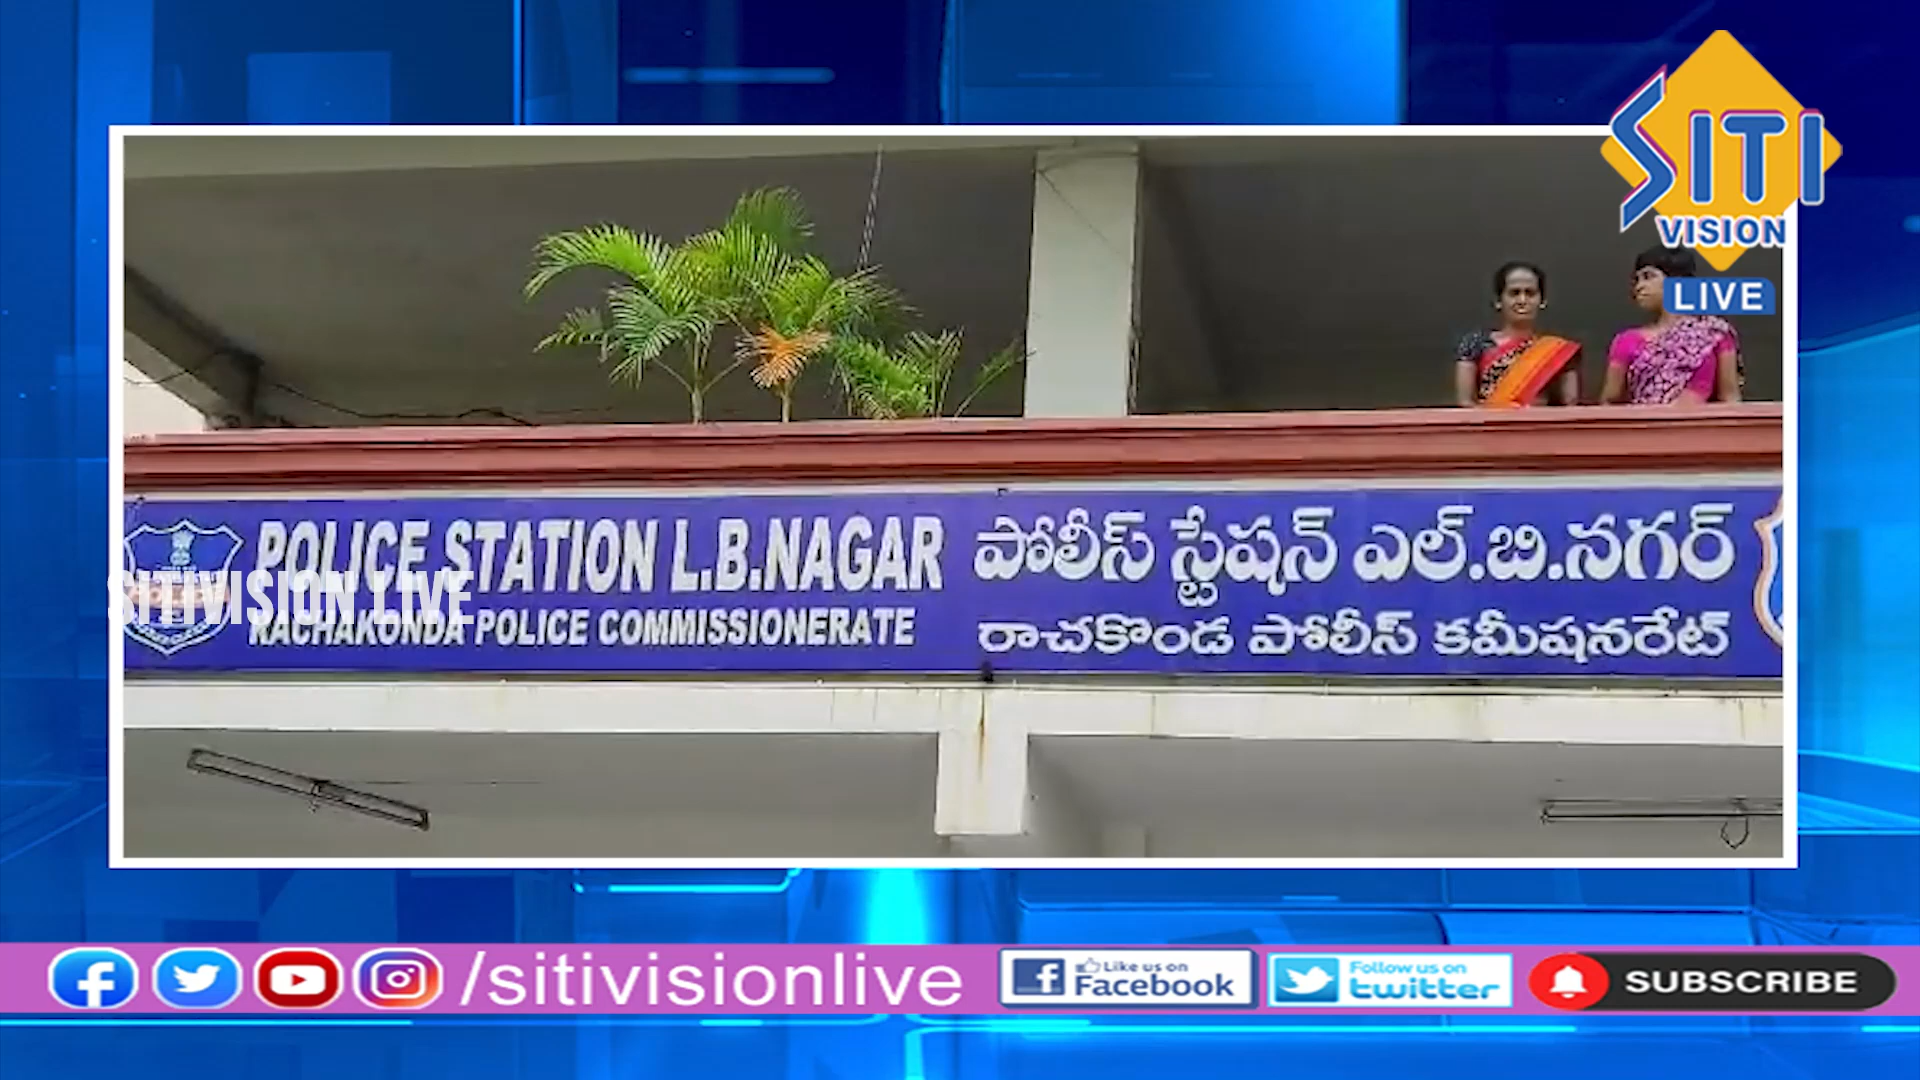 SITI
VISION
LIVE
POLICE STATION L.B.NAGAR
RACHAKONDA POLICE COMMISSIONERATE
పోలీస్ స్టేషన్ ఎల్.బి.నగర్
రాచకొండ పోలీస్ కమీషనరేట్
POLICE
SITIVISION LIVE
/sitivisionlive
Like us on
Facebook
Follow us on
twitter
SUBSCRIBE